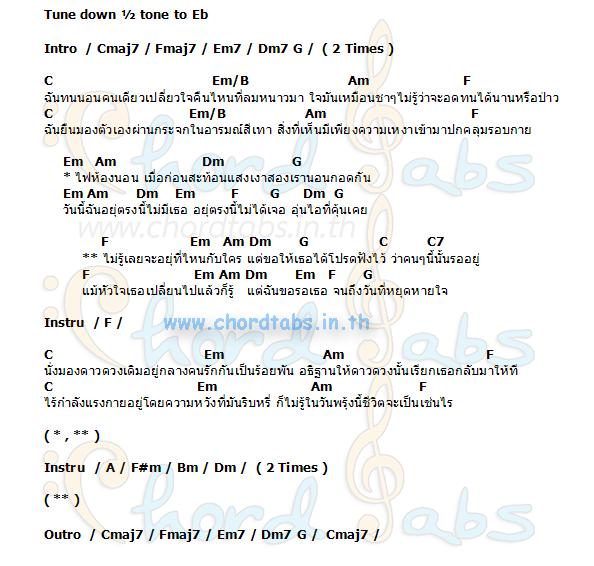 Tune down ½ tone to Eb
Intro / Cmaj7 / Fmaj7 / Em7 / Dm7 G / ( 2 Times )
C Em/B Am F
ฉันทนนอนคนเดียวเปลี่ยวใจคืนไหนที่ลมหนาวมา ใจมันเหมือนชาๆไม่รู้ว่าจะอดทนได้นานหรือป่าว
C Em/B Am F
ฉันยืนมองตัวเองผ่านกระจกในอารมณ์สีเทา สิ่งที่เห็นมีเพียงความเหงาเข้ามาปกคลุมรอบกาย
Em Am Dm G
* ไฟห้องนอน เมื่อก่อนสะท้อนแสงเงาสองเรานอนกอดกัน
Em Am Dm Em F G Dm G
วันนี้ฉันอยู่ตรงนี้ไม่มีเธอ อยู่ตรงนี้ไม่ได้เจอ อุ่นไอที่คุ้นเคย
www.chordtabs.in.th
F Em Am Dm G C C7
** ไม่รู้เลยจะอยู่ที่ไหนกับใคร แต่ขอให้เธอได้โปรดฟังไว้ ว่าคนๆนี้นั้นรออยู่
F Em Am Dm Em F G
แม้หัวใจเธอเปลี่ยนไปแล้วก็รู้ แต่ฉันขอรอเธอ จนถึงวันที่หยุดหายใจ
Instru / F / www.chordtabs.in.th
C Em Am F
นั่งมองดาวดวงเดิมอยู่กลางคนรักกันเป็นร้อยพัน อธิฐานให้ดาวดวงนั้นเรียกเธอกลับมาให้ที
C Em Am F
ไร้กำลังแรงกายอยู่โดยความหวังที่มันริบหรี่ ก็ไม่รู้ในวันพรุ้งนี้ชีวิตจะเป็นเช่นไร
( * , ** )
Instru / A / F#m / Bm / Dm / ( 2 Times )
( ** )
Outro / Cmaj7 / Fmaj7 / Em7 / Dm7 G / Cmaj7 /